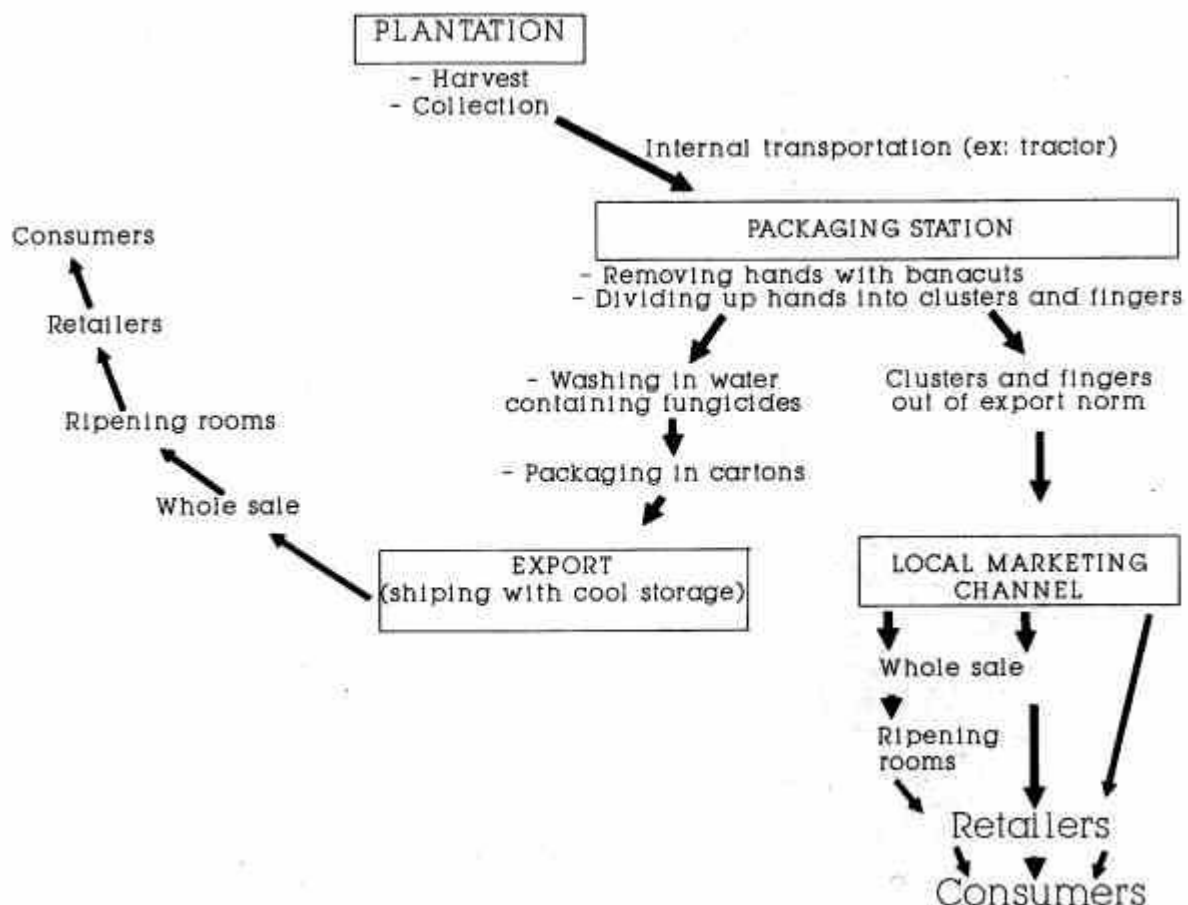 PLANTATION
- Harvest
- Collection
Internal transportation (ex: tractor)
PACKAGING STATION
- Removing hands with banacuts
- Dividing up hands into clusters and fingers
- Washing in water
containing fungicides
- Packaging in cartons
EXPORT
(shiping with cool storage)
Whole sale
Ripening rooms
Retailers
Consumers
Clusters and fingers
out of export norm
LOCAL MARKETING
CHANNEL
Whole sale
Ripening
rooms
Retailers
Consumers